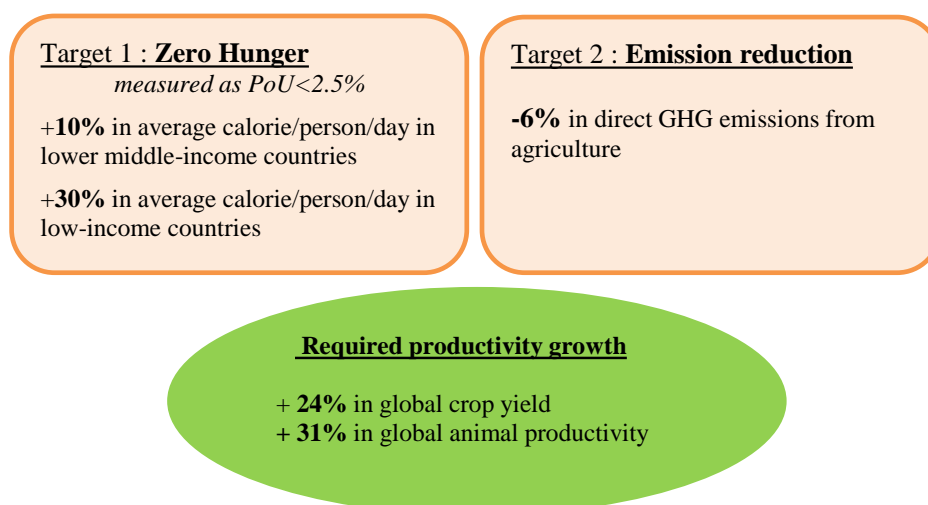 Target 1 : Zero Hunger
measured as PoU<2.5%
+10% in average calorie/person/day in
lower middle-income countries
+30% in average calorie/person/day in
low-income countries
Target 2 : Emission reduction
-6% in direct GHG emissions from
agriculture
Required productivity growth
+ 24% in global crop yield
+ 31% in global animal productivity